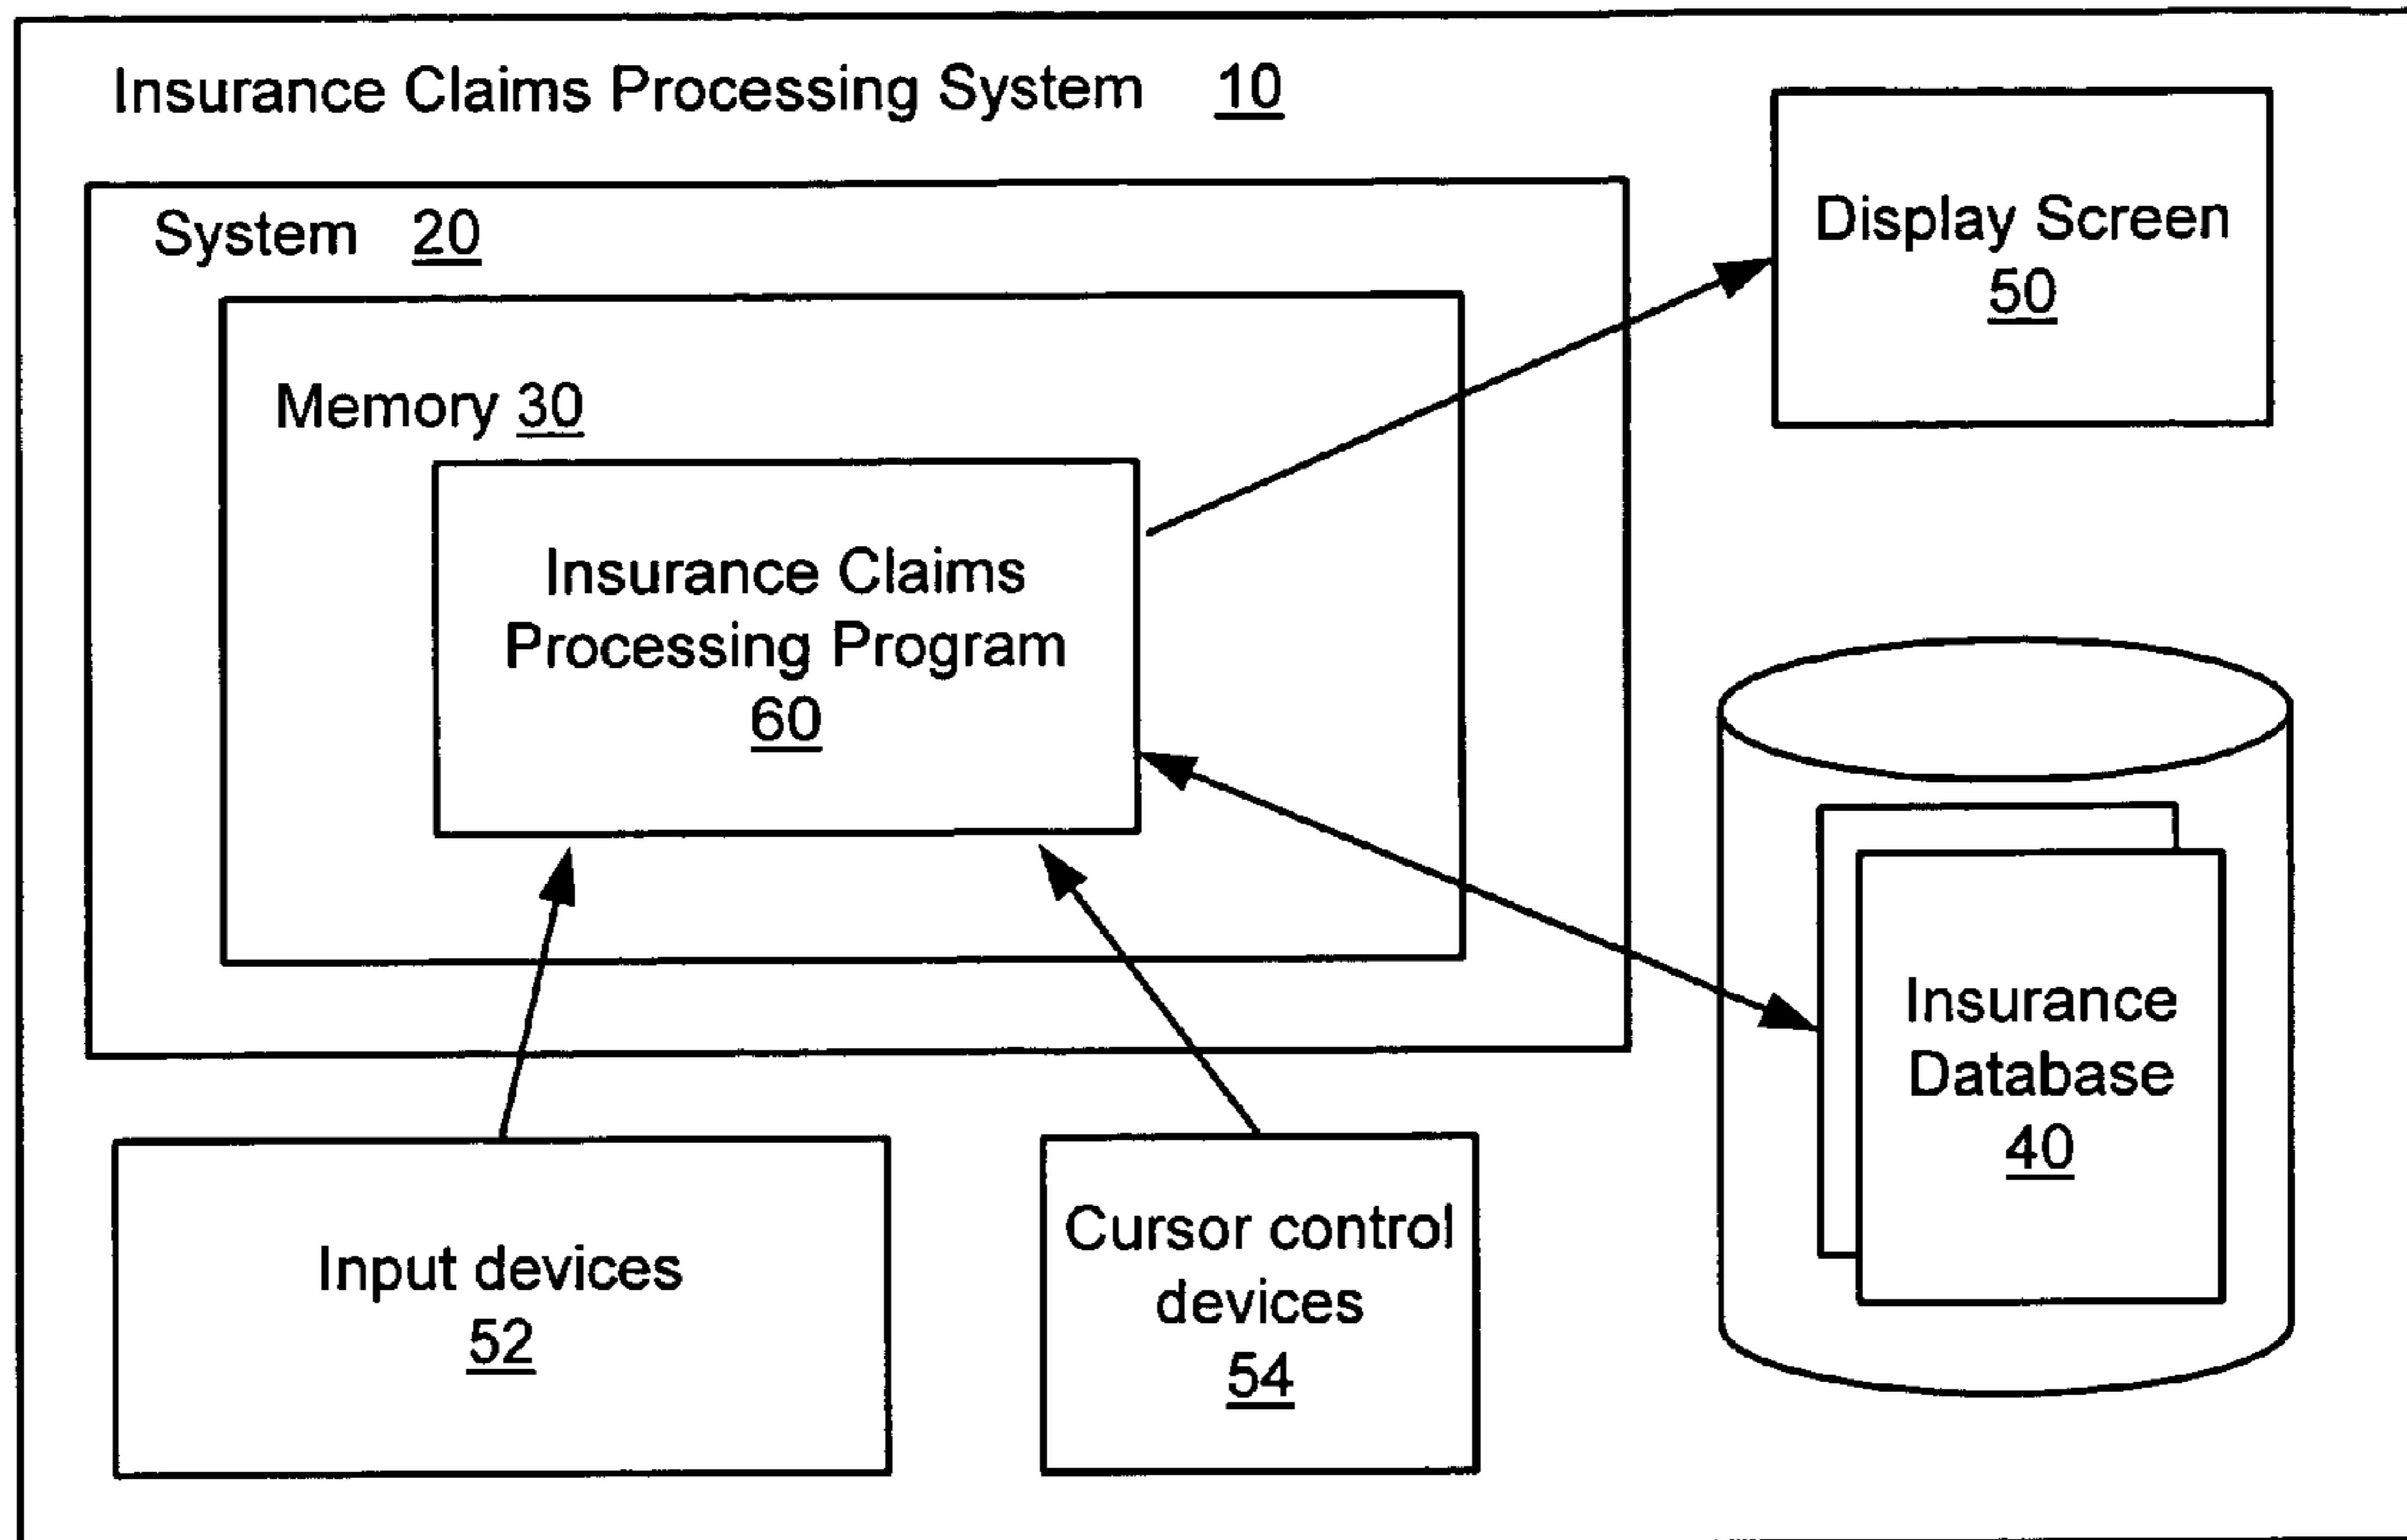 Insurance Claims Processing System 10
System 20
Display Screen
50
Memory 30
Insurance Claims
Processing Program
60
Insurance
Database
40
Input devices
52
Cursor control
devices
54